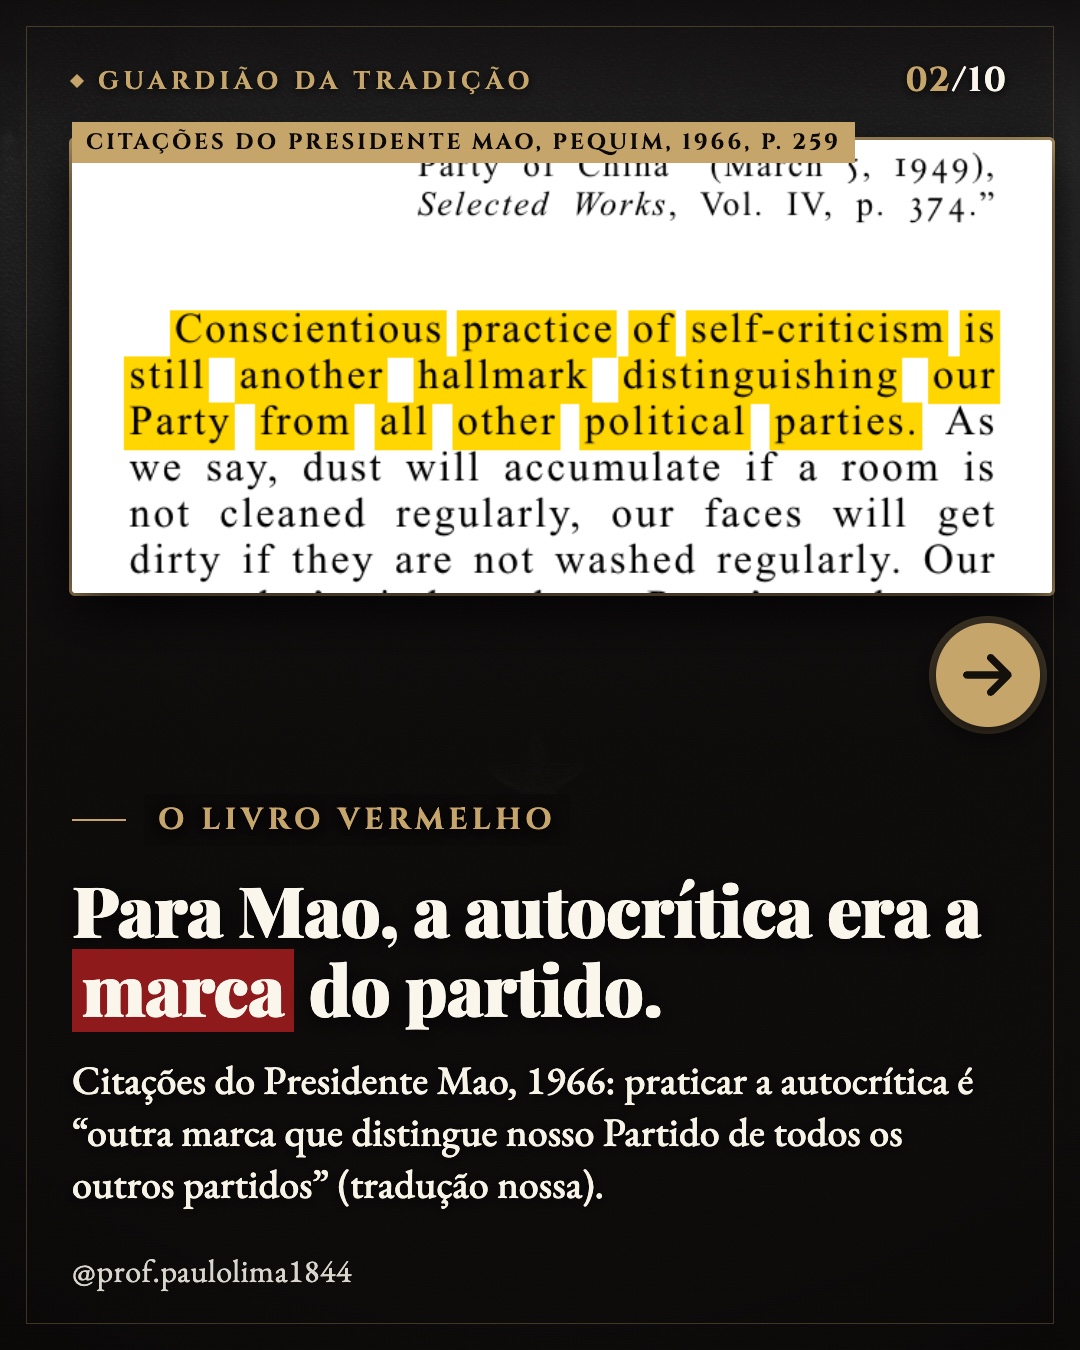 GUARDIÃO DA TRADIÇÃO
02/10
CITAÇÕES DO PRESIDENTE MAO, PEQUIM, 1966, P. 259
Party of China (March 5, 1949),
Selected Works, Vol. IV, p. 374.”
Conscientious practice of self-criticism is
still another hallmark distinguishing our
Party from all other political parties. As
we say, dust will accumulate if a room is
not cleaned regularly, our faces will get
dirty if they are not washed regularly. Our
O LIVRO VERMELHO
Para Mao, a autocrítica era a
marca do partido.
Citações do Presidente Mao, 1966: praticar a autocrítica é
“outra marca que distingue nosso Partido de todos os
outros partidos” (tradução nossa).
@prof.paulolima1844